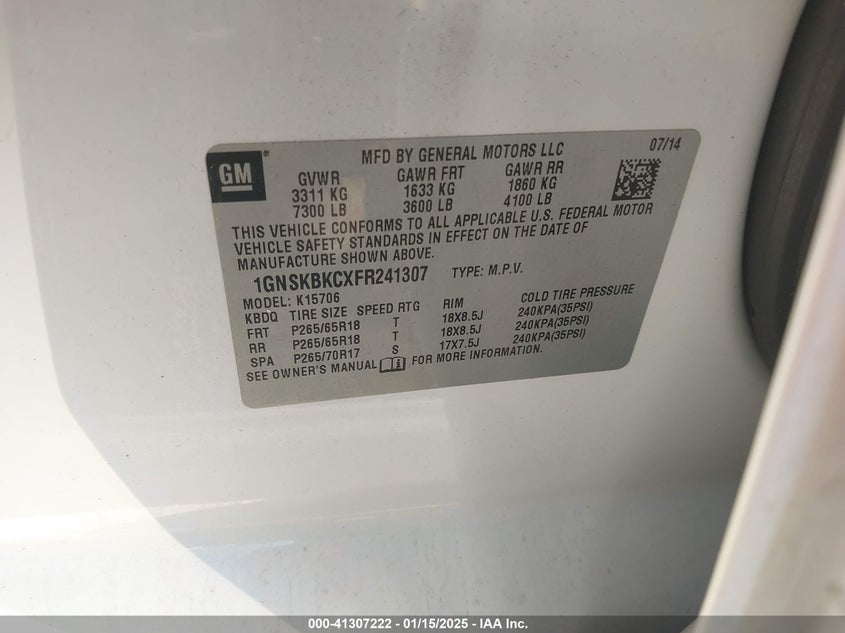 GM
MFD BY GENERAL MOTORS LLC 07/14
GVWR GAWR FRT GAWR RR
3311 KG 1633 KG 1860 KG
7300 LB 3600 LB 4100 LB
THIS VEHICLE CONFORMS TO ALL APPLICABLE U.S. FEDERAL MOTOR
VEHICLE SAFETY STANDARDS IN EFFECT ON THE DATE OF
MANUFACTURE SHOWN ABOVE.
1GNSKBKCXFR241307 TYPE: M.P.V.
MODEL: K15706
KBDQ TIRE SIZE SPEED RTG RIM COLD TIRE PRESSURE
FRT P265/65R18 T 18X8.5J 240KPA(35PSI)
RR P265/65R18 T 18X8.5J 240KPA(35PSI)
SPA P265/70R17 S 17X7.5J 240KPA(35PSI)
SEE OWNER'S MANUAL i FOR MORE INFORMATION.
000-41307222 — 01/15/2025 — IAA Inc.